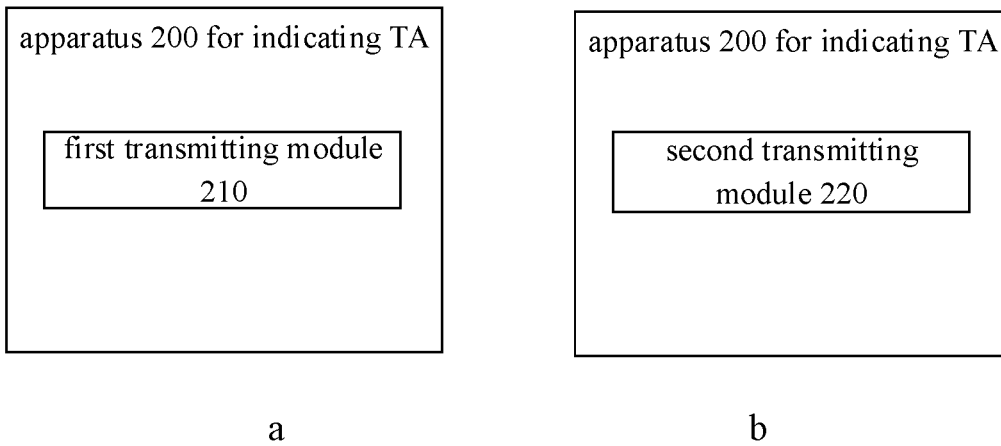 apparatus 200 for indicating TA
first transmitting module
210
a
apparatus 200 for indicating TA
second transmitting
module 220
b